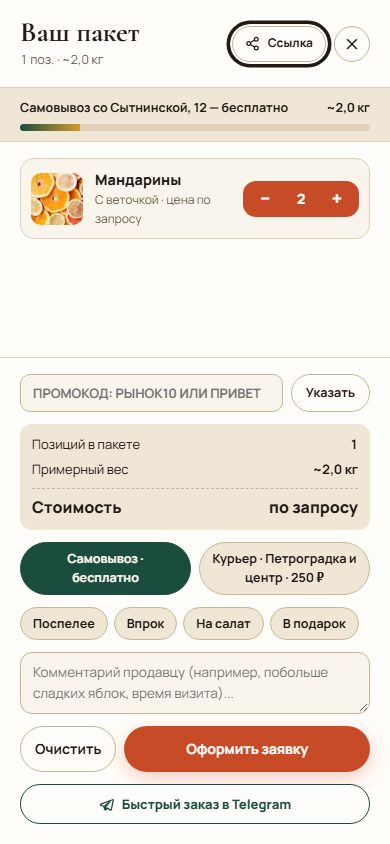 Ваш пакет
1 поз. · ~2,0 кг
Ссылка
Самовывоз со Сытнинской, 12 — бесплатно
~2,0 кг
Мандарины
С веточкой · цена по
запросу
− 2 +
ПРОМОКОД: РЫНОК10 ИЛИ ПРИВЕТ
Указать
Позиций в пакете 1
Примерный вес ~2,0 кг
Стоимость по запросу
Самовывоз ·
бесплатно
Курьер · Петроградка и
центр · 250 ₽
Поспелее
Впрок
На салат
В подарок
Комментарий продавцу (например, побольше
сладких яблок, время визита)...
Очистить
Оформить заявку
Быстрый заказ в Telegram